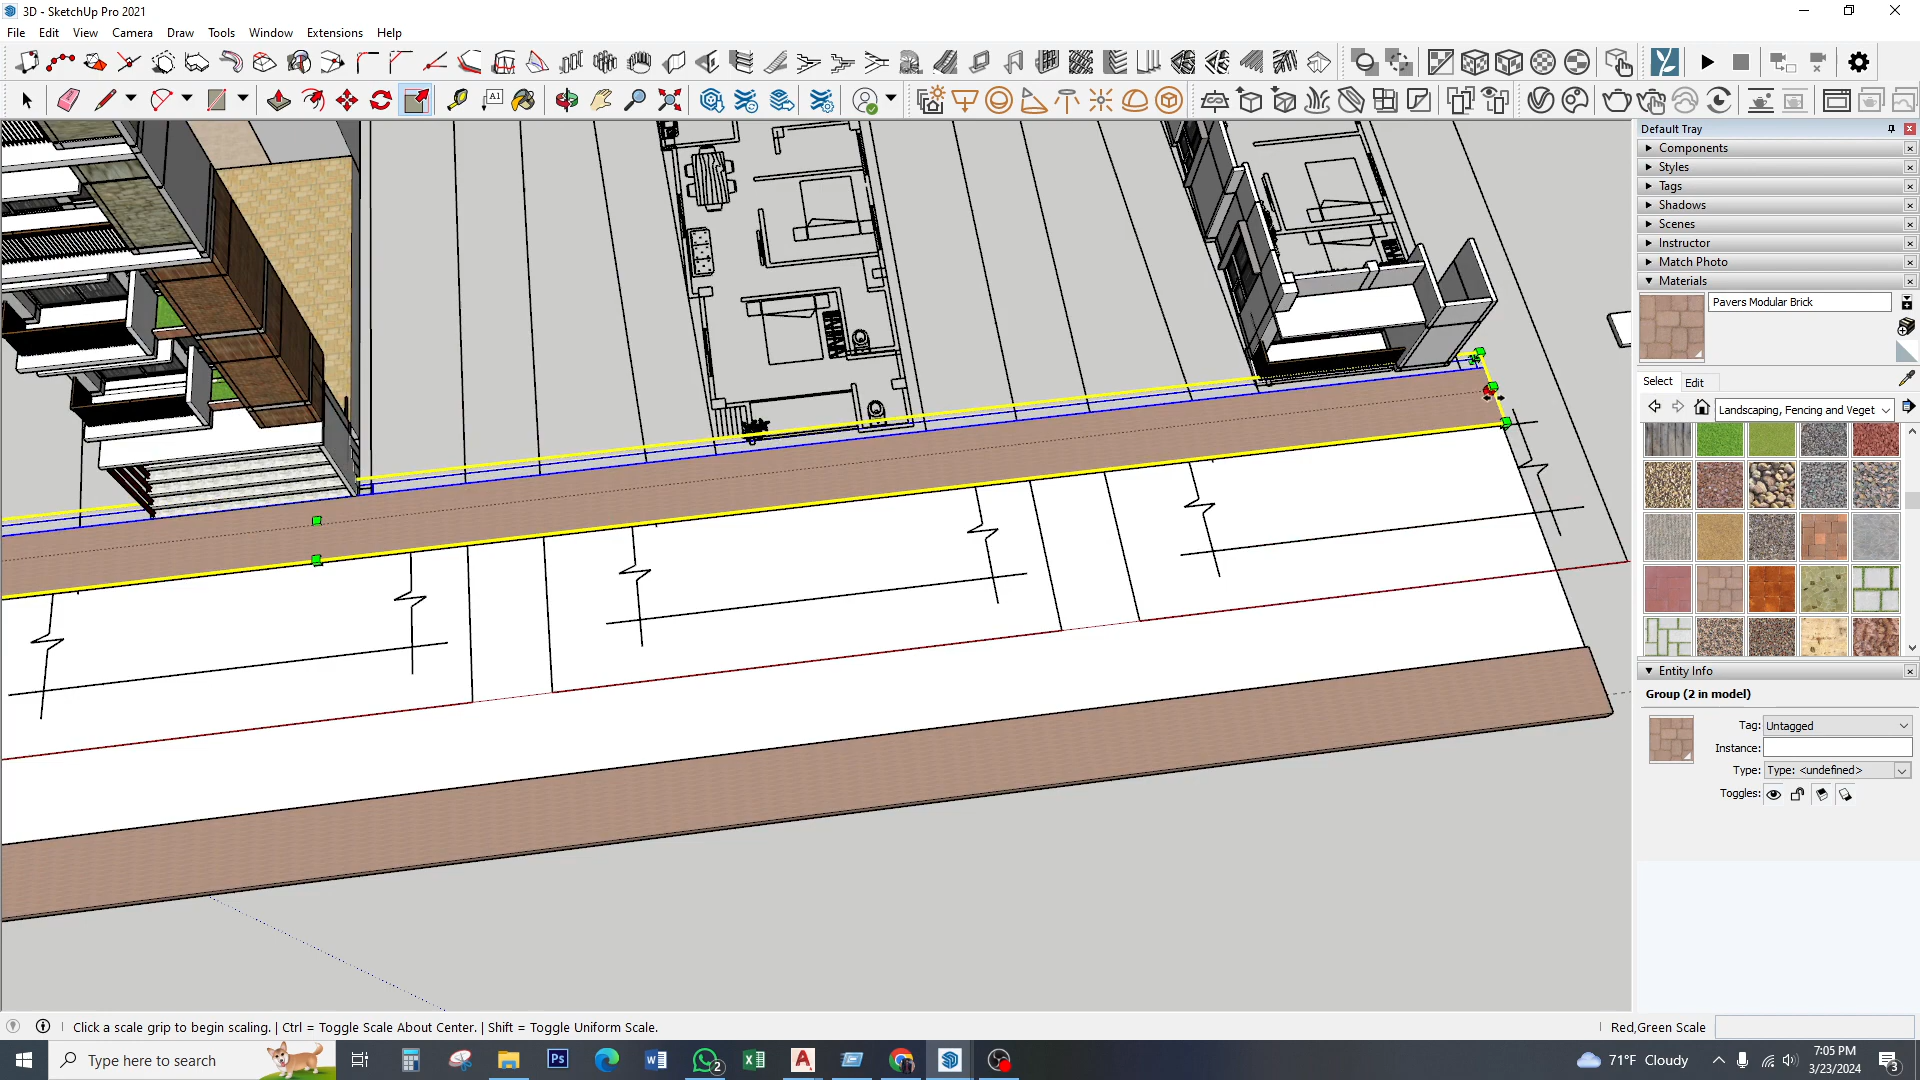 3D - SketchUp Pro 2021
File Edit View Camera Draw Tools Window Extensions Help
A1
Default Tray
Components
Styles
Tags
Shadows
Scenes
Instructor
Match Photo
Materials
Pavers Modular Brick
Select Edit
Landscaping, Fencing and Veget
Entity Info
Group (2 in model)
Tag: Untagged
Instance:
Type: Type: <undefined>
Toggles:
Click a scale grip to begin scaling. | Ctrl = Toggle Scale About Center. | Shift = Toggle Uniform Scale.
Red,Green Scale
Type here to search
Ps
2
71°F Cloudy
7:05 PM
3/23/2024
3